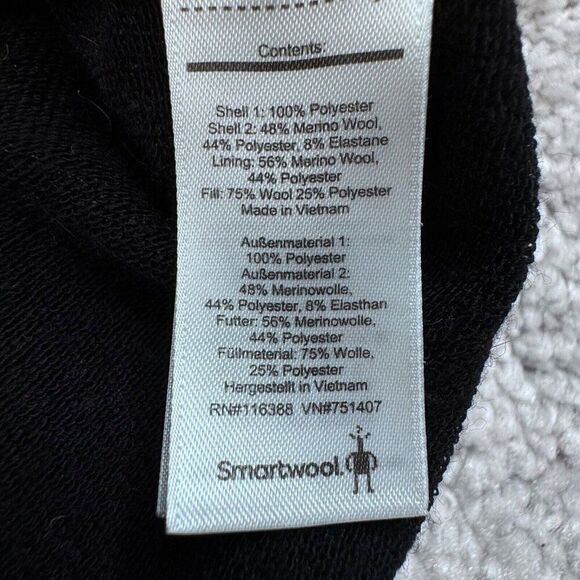 Contents:
Shell 1: 100% Polyester
Shell 2: 48% Merino Wool,
44% Polyester, 8% Elastane
Lining: 56% Merino Wool,
44% Polyester
Fill: 75% Wool 25% Polyester
Made in Vietnam
Außenmaterial 1:
100% Polyester
Außenmaterial 2:
48% Merinowolle,
44% Polyester, 8% Elasthan
Futter: 56% Merinowolle,
44% Polyester
Füllmaterial: 75% Wolle,
25% Polyester
Hergestellt in Vietnam
RN#116388 VN#751407
Smartwool.